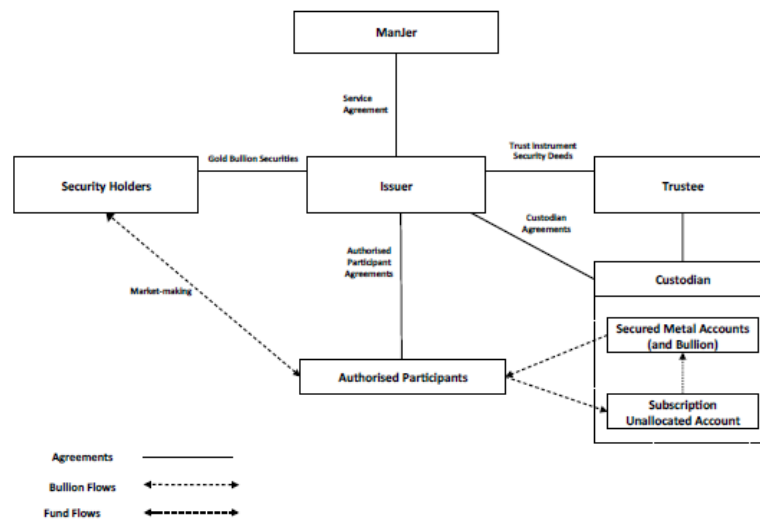 ManJer
Service
Agreement
Gold Bullion Securities
Trust Instrument
Security Deeds
Security Holders
Issuer
Trustee
Custodian
Agreements
Authorised
Participant
Agreements
Custodian
Market-making
Secured Metal Accounts
(and Bullion)
Authorised Participants
Subscription
Unallocated Account
Agreements
Bullion Flows
Fund Flows